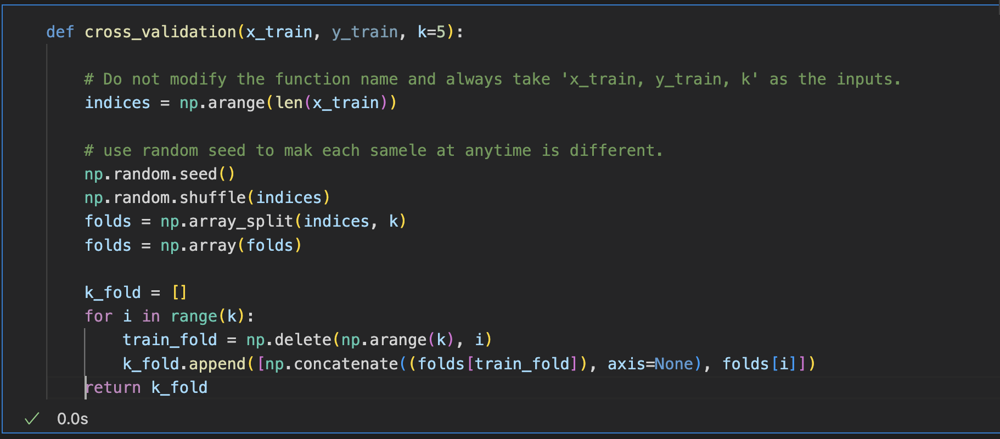 def cross_validation(x_train, y_train, k=5):
# Do not modify the function name and always take 'x_train, y_train, k' as the inputs.
indices = np.arange(len(x_train))
# use random seed to mak each samele at anytime is different.
np.random.seed()
np.random.shuffle(indices)
folds = np.array_split(indices, k)
folds = np.array(folds)
k_fold = []
for i in range(k):
train_fold = np.delete(np.arange(k), i)
k_fold.append([np.concatenate((folds[train_fold]), axis=None), folds[i]])
return k_fold
0.0s